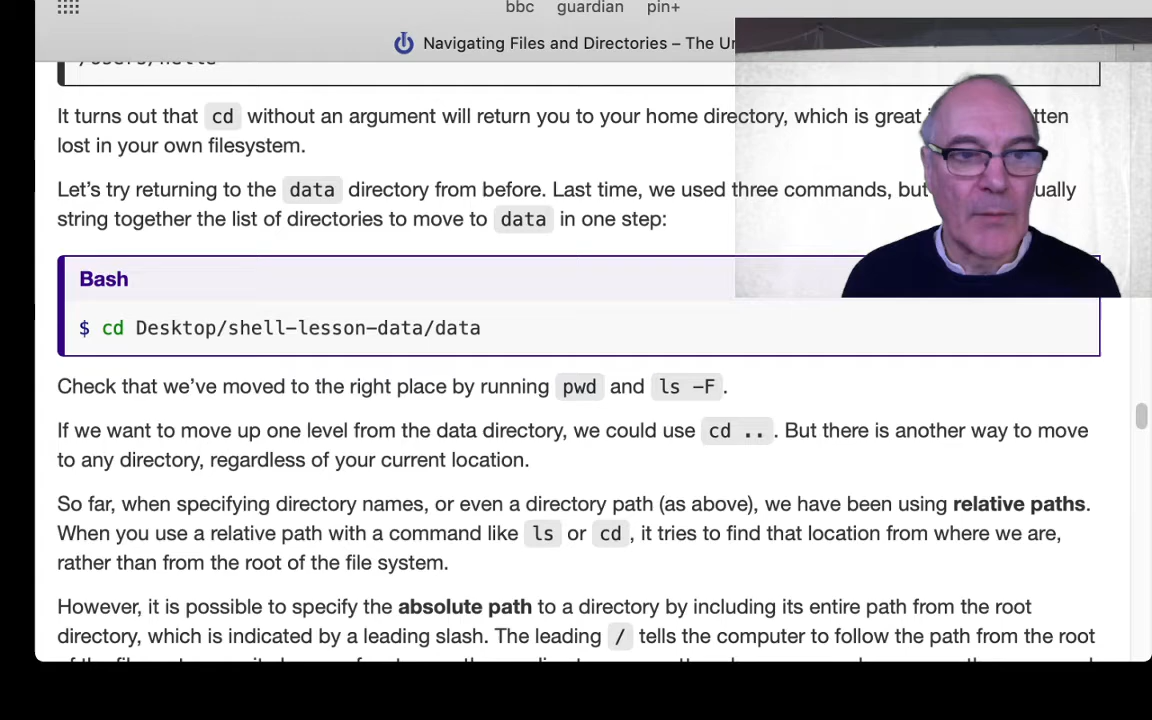 bbc guardian pin+
Navigating Files and Directories – The Un
It turns out that cd without an argument will return you to your home directory, which is great
lost in your own filesystem.
Let's try returning to the data directory from before. Last time, we used three commands, but
string together the list of directories to move to data in one step:
Bash
$ cd Desktop/shell-lesson-data/data
Check that we've moved to the right place by running pwd and ls -F.
If we want to move up one level from the data directory, we could use cd ... But there is another way to move
to any directory, regardless of your current location.
So far, when specifying directory names, or even a directory path (as above), we have been using relative paths.
When you use a relative path with a command like ls or cd, it tries to find that location from where we are,
rather than from the root of the file system.
However, it is possible to specify the absolute path to a directory by including its entire path from the root
directory, which is indicated by a leading slash. The leading / tells the computer to follow the path from the root